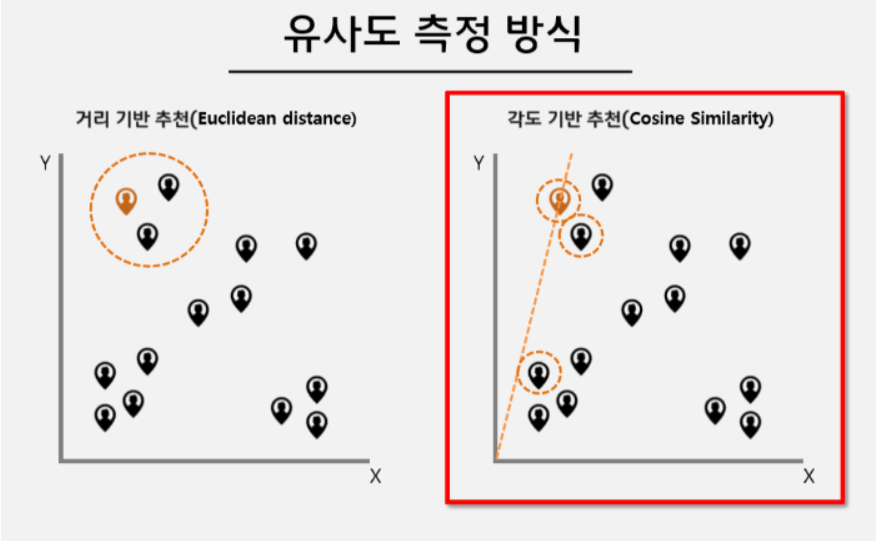 유사도 측정 방식
거리 기반 추천(Euclidean distance)
각도 기반 추천(Cosine Similarity)
Y
Y
X
X